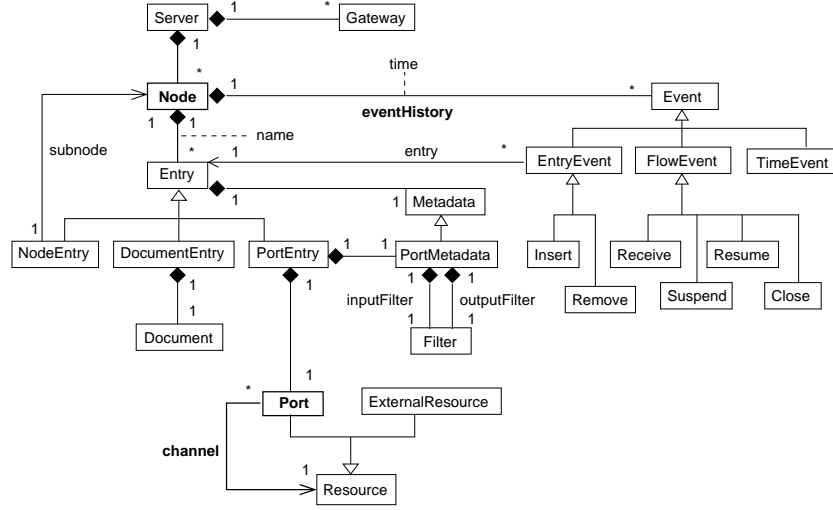 Server 1 * Gateway
1
time
*
Node 1 * Event
eventHistory
1 1
name
subnode
entry
* 1 * EntryEvent FlowEvent TimeEvent
Entry
1 1 Metadata
1
NodeEntry DocumentEntry PortEntry 1 1 PortMetadata Insert Receive Resume
1 1 1 1
inputFilter outputFilter Remove Suspend Close
1 1 1
Document Filter
1
* Port ExternalResource
channel
1
Resource